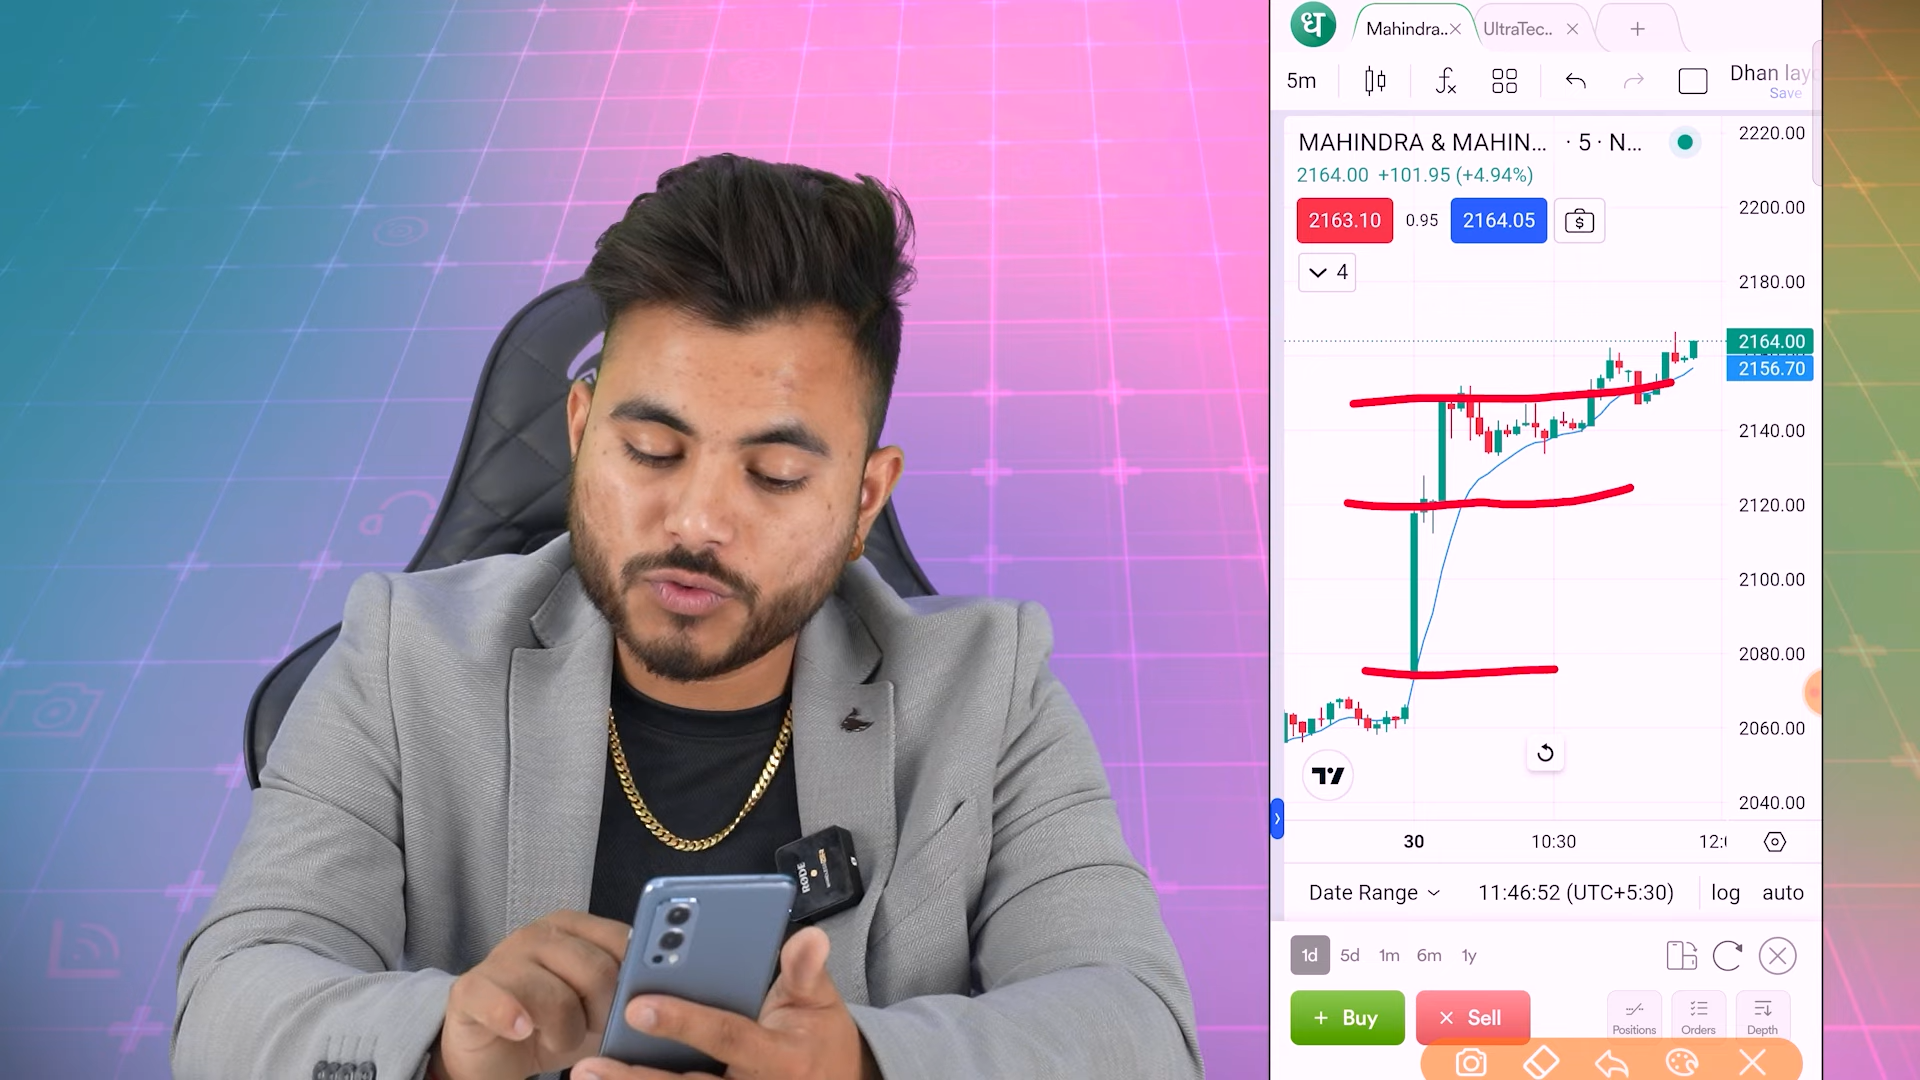 ध Mahindra.. UltraTec..
5m Dhan lay
Save
MAHINDRA & MAHIN... · 5 · N...
2164.00 +101.95 (+4.94%)
2163.10 0.95 2164.05
4
2220.00
2200.00
2180.00
2164.00
2156.70
2140.00
2120.00
2100.00
2080.00
2060.00
2040.00
30 10:30 12:
Date Range 11:46:52 (UTC+5:30) log auto
1d 5d 1m 6m 1y
+ Buy × Sell
Positions Orders Depth
RØDE